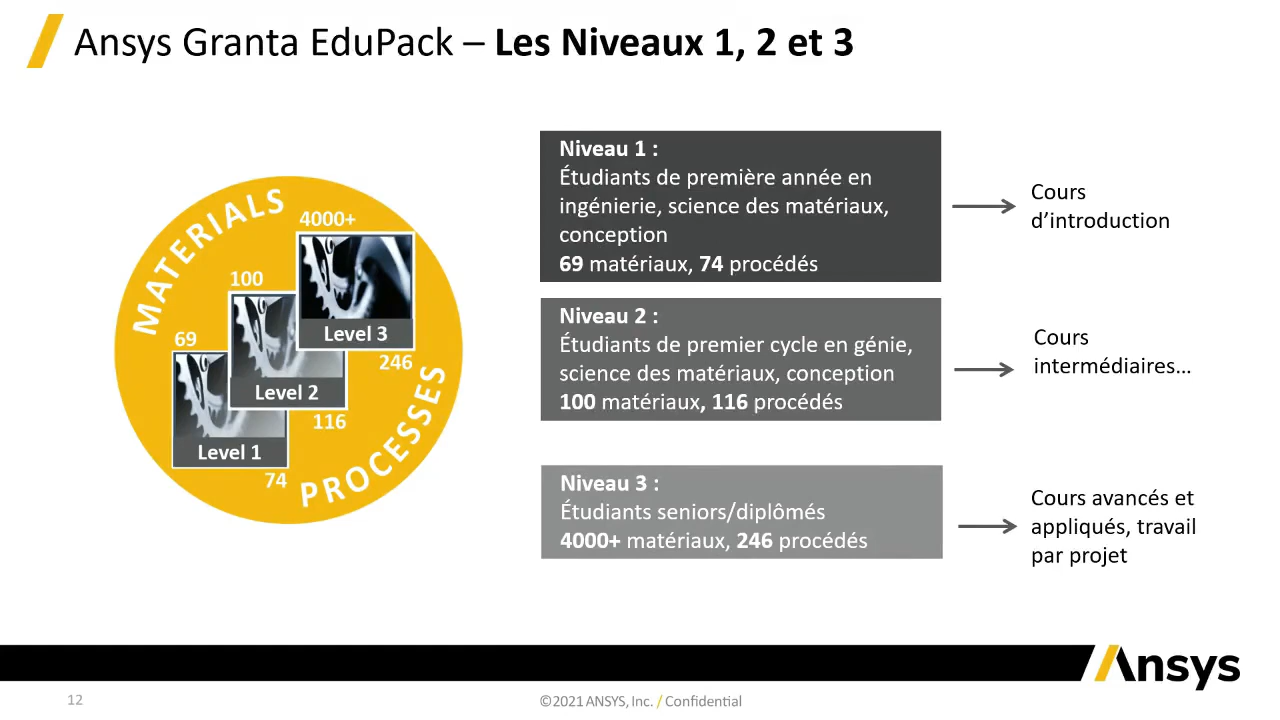 Ansys Granta EduPack – Les Niveaux 1, 2 et 3
MATERIALS
4000+
Level 3
246
100
Level 2
116
69
Level 1
74
PROCESSES
Niveau 1 :
Étudiants de première année en
ingénierie, science des matériaux,
conception
69 matériaux, 74 procédés
Cours
d’introduction
Niveau 2 :
Étudiants de premier cycle en génie,
science des matériaux, conception
100 matériaux, 116 procédés
Cours
intermédiaires…
Niveau 3 :
Étudiants seniors/diplômés
4000+ matériaux, 246 procédés
Cours avancés et
appliqués, travail
par projet
Ansys
12
©2021 ANSYS, Inc. / Confidential